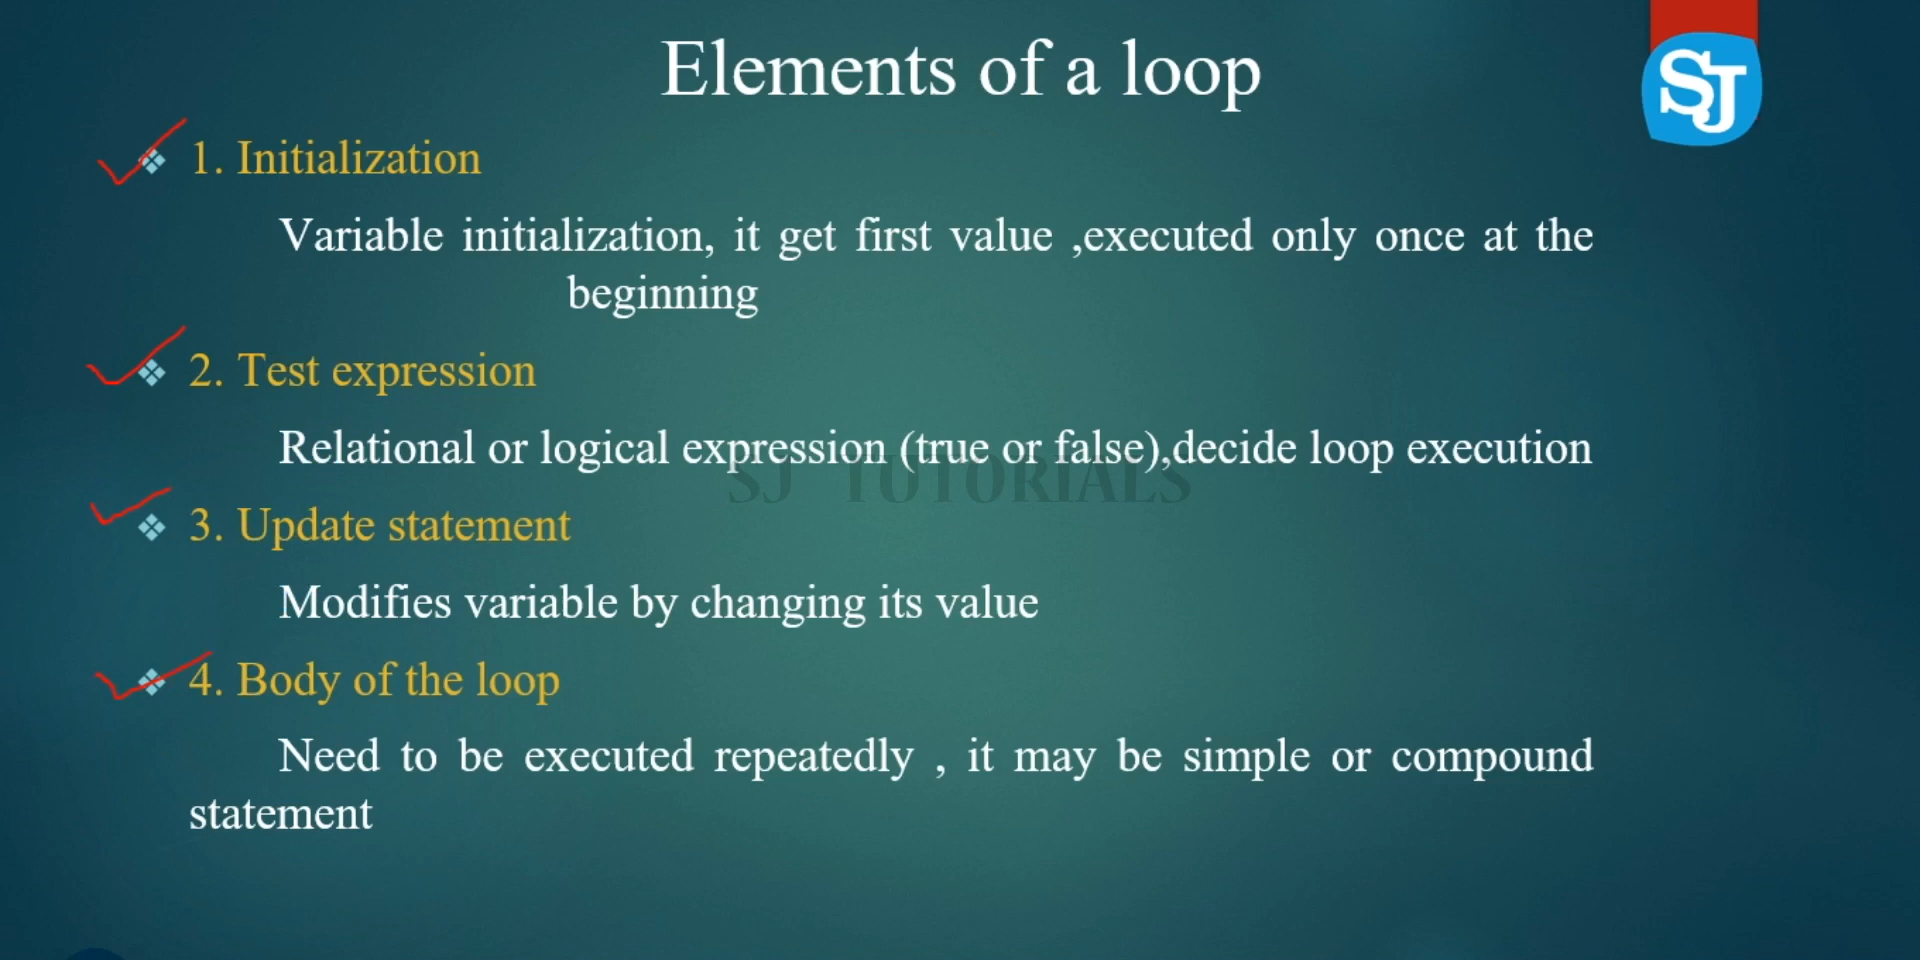 Elements of a loop
SJ
1. Initialization
Variable initialization, it get first value ,executed only once at the
beginning
2. Test expression
Relational or logical expression (true or false),decide loop execution
SJ TUTORIALS
3. Update statement
Modifies variable by changing its value
4. Body of the loop
Need to be executed repeatedly , it may be simple or compound
statement